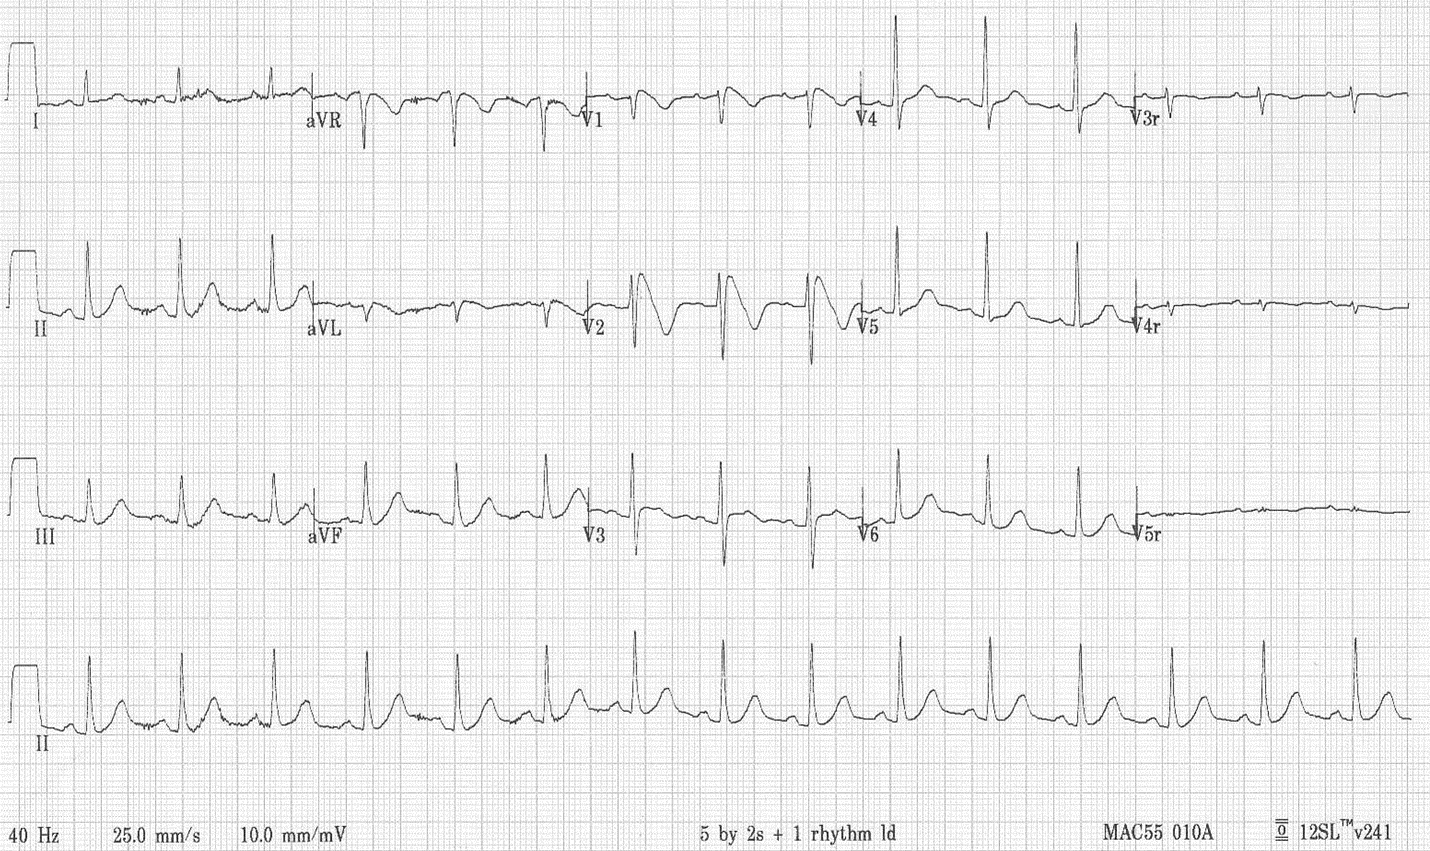 I aVR V1 V4 V3r
II aVL V2 V5 V4r
III aVF V3 V6 V5r
II
40 Hz 25.0 mm/s 10.0 mm/mV 5 by 2s + 1 rhythm ld MAC55 010A 12SL™v241